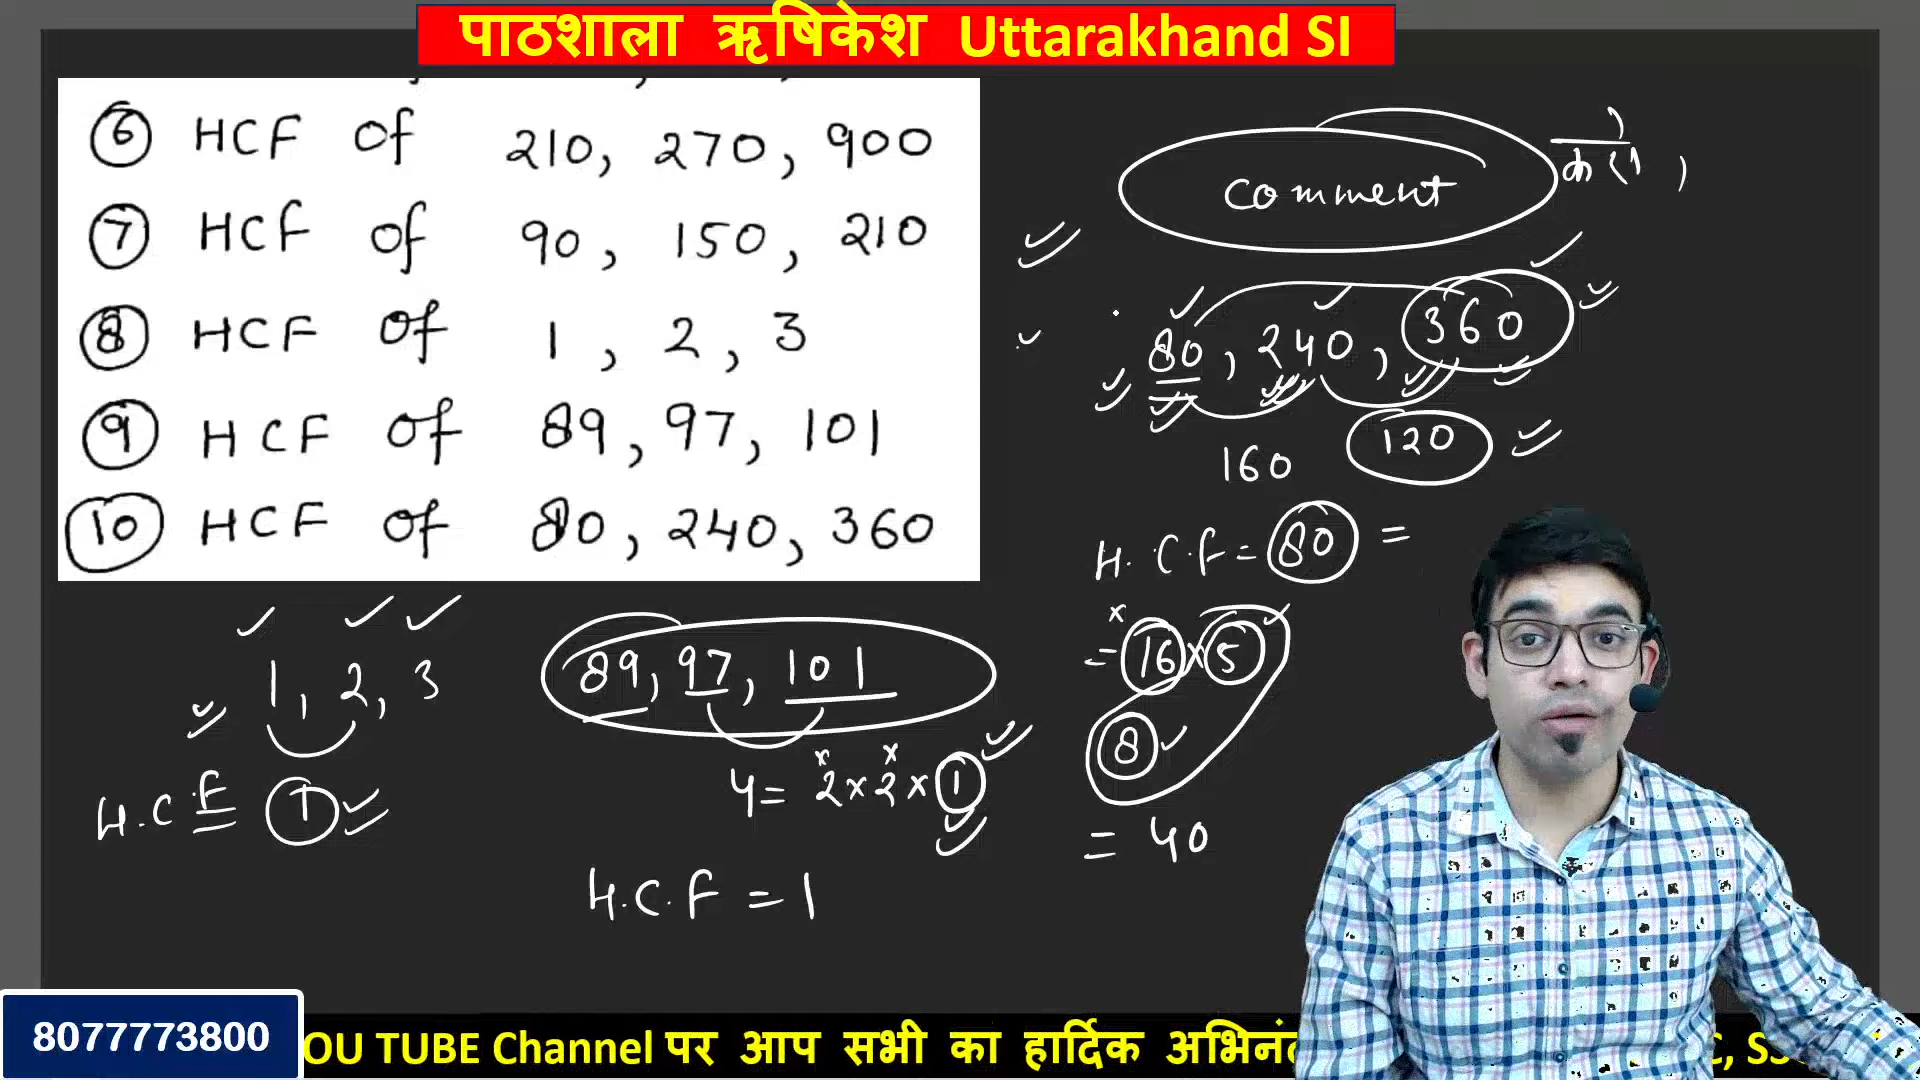 पाठशाला ऋषिकेश Uttarakhand SI
6 HCF of 210, 270, 900
7 HCF of 90, 150, 210
8 HCF of 1, 2, 3
9 HCF of 89, 97, 101
10 HCF of 80, 240, 360
comment
80, 240, 360
160 120
H.C.F = 80 =
= 16 × 5
8
= 40
1, 2, 3
H.C.F 1
89, 97, 101
4 = 2 × 2 × 1
H.C.F = 1
8077773800
OU TUBE Channel पर आप सभी का हार्दिक